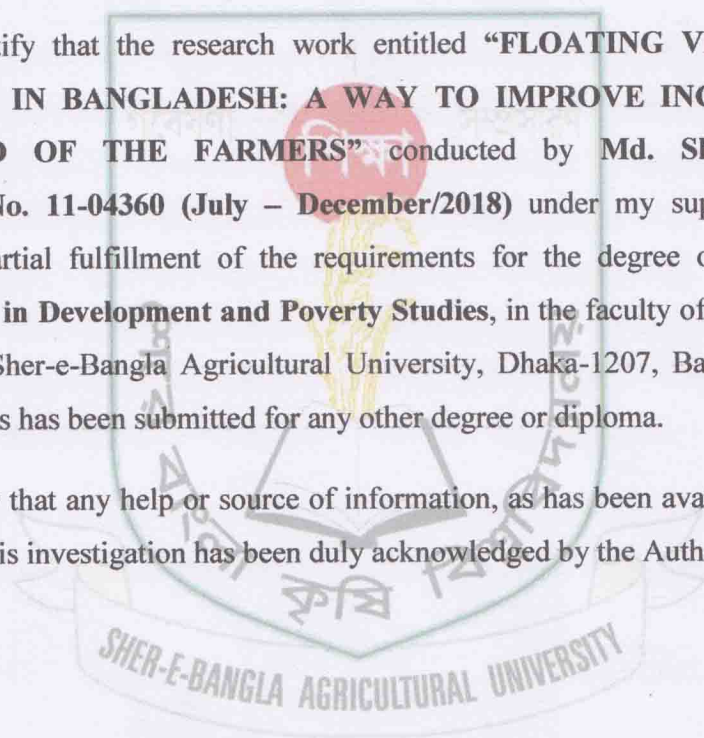 tify that the research work entitled “FLOATING V
IN BANGLADESH: A WAY TO IMPROVE INC
OF THE FARMERS” conducted by Md. S
No. 11-04360 (July – December/2018) under my sup
rtial fulfillment of the requirements for the degree o
in Development and Poverty Studies, in the faculty of
Sher-e-Bangla Agricultural University, Dhaka-1207, Ba
s has been submitted for any other degree or diploma.
that any help or source of information, as has been ava
is investigation has been duly acknowledged by the Auth
শিক্ষা
গবেষণা
কৃষি
SHER-E-BANGLA AGRICULTURAL UNIVERSITY